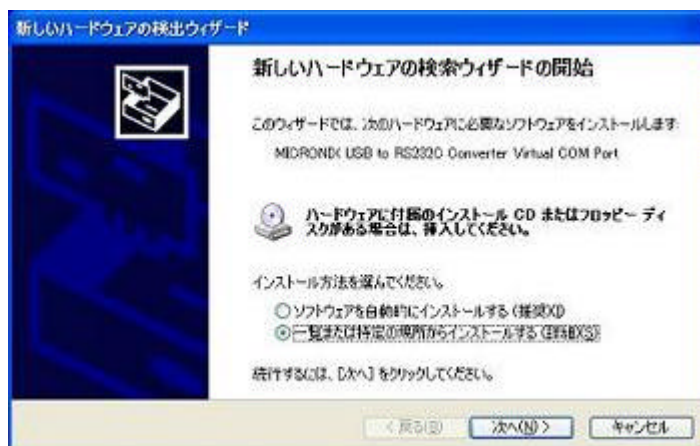 新しいハードウェアの検出ウィザード
新しいハードウェアの検索ウィザードの開始
このウィザードでは、次のハードウェアに必要なソフトウェアをインストールします:
MICRONIX USB to RS232C Converter Virtual COM Port
ハードウェアに付属のインストール CD またはフロッピー ディ
スクがある場合は、挿入してください。
インストール方法を選んでください。
ソフトウェアを自動的にインストールする (推奨)(I)
一覧または特定の場所からインストールする (詳細)(S)
続行するには、[次へ] をクリックしてください。
< 戻る(B) 次へ(N) > キャンセル